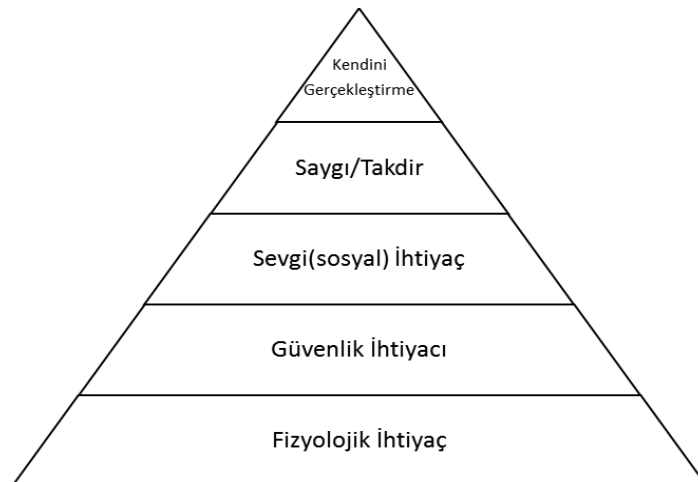 Kendini
Gerçekleştirme
Saygı/Takdir
Sevgi(sosyal) İhtiyaç
Güvenlik İhtiyacı
Fizyolojik İhtiyaç